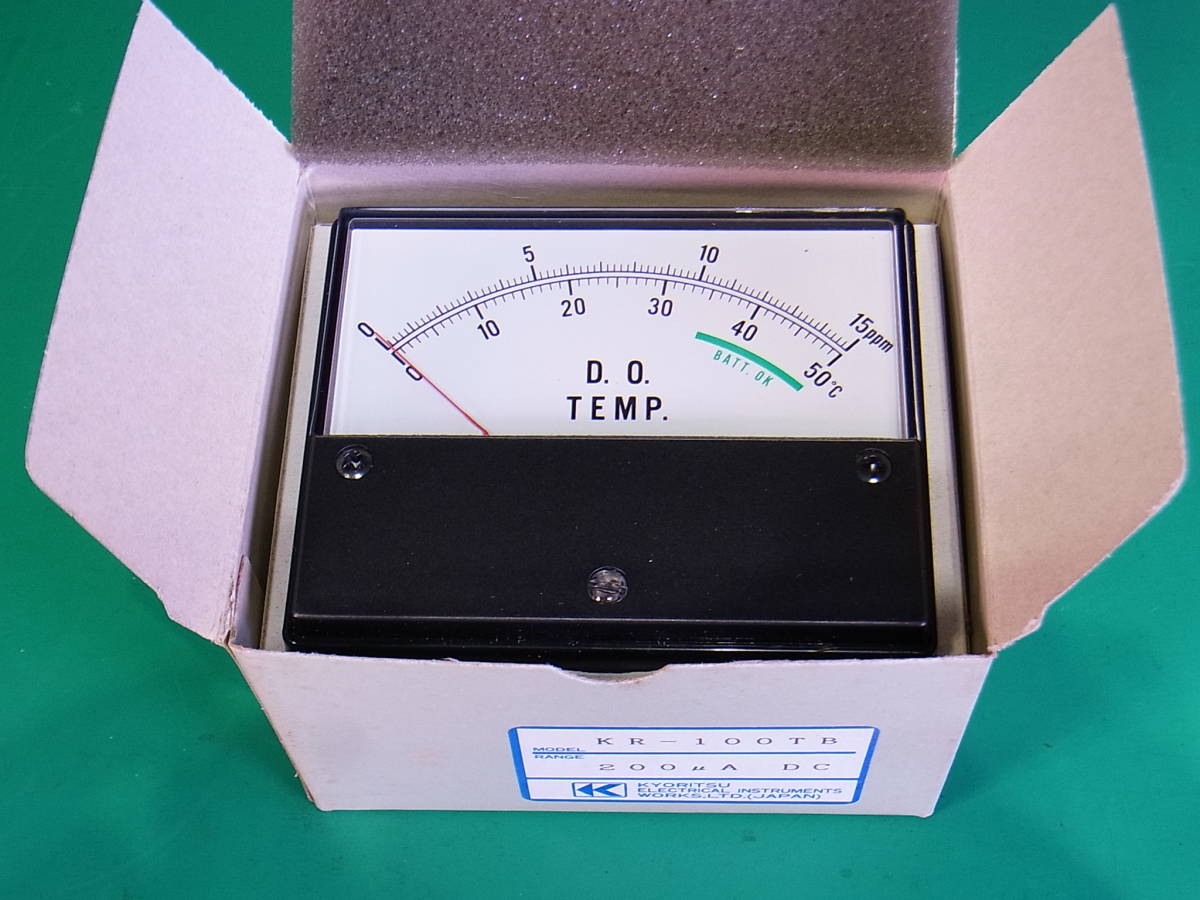 5 10
0 15ppm
10 20 30 40
0 50°C
BATT. OK
D. O.
TEMP.
MODEL KR-100TB
RANGE 200μA DC
K KYORITSU
ELECTRICAL INSTRUMENTS
WORKS,LTD.(JAPAN)